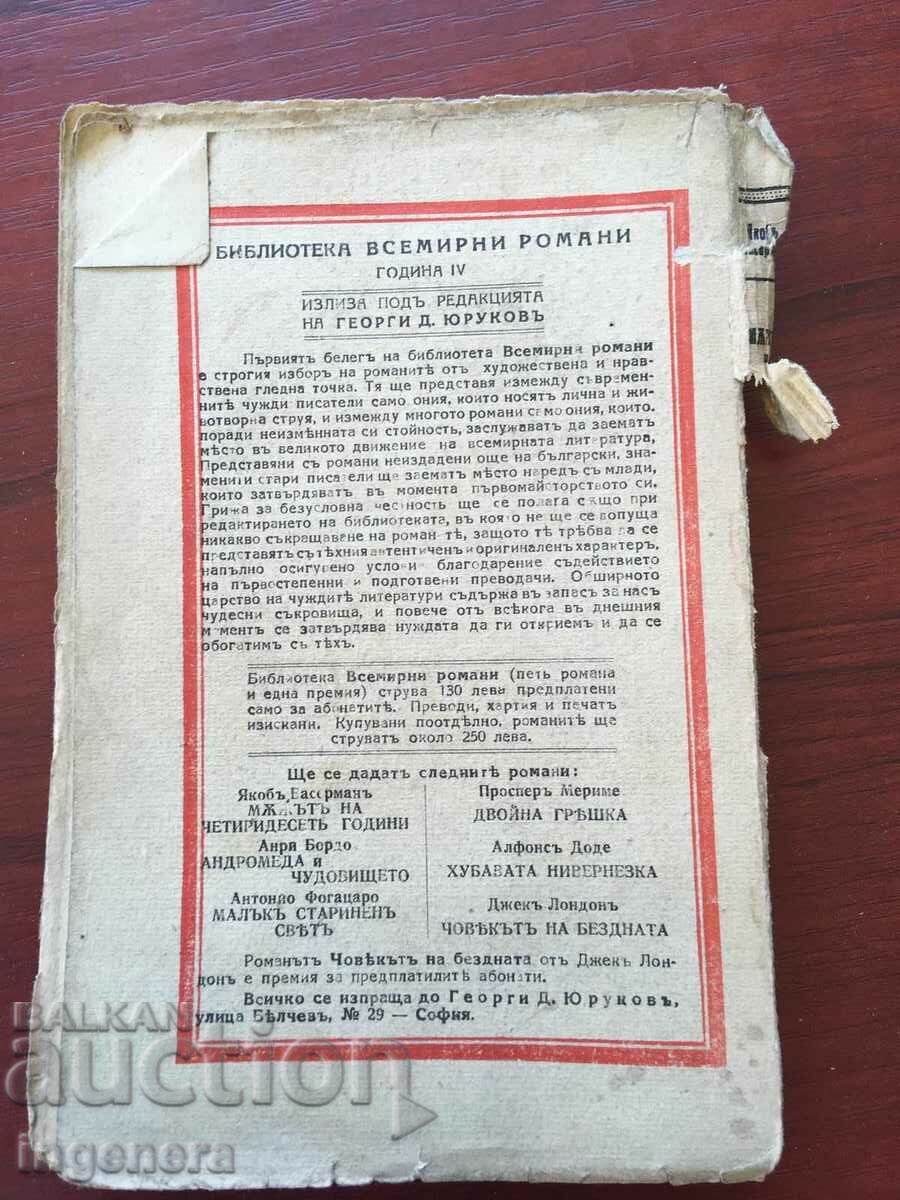 БИБЛИОТЕКА ВСЕМИРНИ РОМАНИ
ГОДИНА IV
ИЗЛИЗА ПОДЪ РЕДАКЦИЯТА
НА ГЕОРГИ Д. ЮРУКОВЪ
Първиятъ белегъ на библиотета Всемирни романи
е строгия изборъ на романитѣ отъ художествена и нрав-
ствена гледна точка. Тя ще представя измежду съвремен-
нитѣ чужди писатели само ония, които носятъ лична и жи-
вотворна струя, и измежду многото романи само ония, които.
поради неизмѣнната си стойность, заслужаватъ да заематъ
мѣсто въ великото движение на всемирната литература,
Представяни съ романи неиздадени още на български, зна-
менити стари писатели ще заематъ мѣсто наредъ съ млади,
които затвърдяватъ въ момента първомайсторството си.
Грижа за безусловна честность ще се полага също при
редактирането на библиотеката, въ която не ще се допуща
никакво съкращаване на романитѣ, защото тѣ трѣбва да се
представятъ съ тѣхния автентиченъ и оригиналенъ характеръ,
напълно осигурено условие благодарение съдействието
на първостепенни и подготвени преводачи. Обширното
царство на чуждитѣ литератури съдържа въ запасъ за насъ
чудесни съкровища, и повече отъ всѣкога въ днешния
моментъ се затвърдява нуждата да ги открием и да се
обогатимъ съ тѣхъ.
Библиотека Всемирни романи (петь романа
и една премия) струва 130 лева предплатени
само за абонатитѣ. Преводи, хартия и печатъ
изискани. Купувани поотдѣлно, романитѣ ще
струватъ около 250 лева.
Ще се дадатъ следнитѣ романи:
Якобъ Васерманъ
МѪЖЪТЪ НА
ЧЕТИРИДЕСЕТЬ ГОДИНИ
Анри Бордо
АНДРОМЕДА и
ЧУДОВИЩЕТО
Антонио Фогацаро
МАЛЪКЪ СТАРИНЕНЪ
СВѢТЪ
Просперъ Мериме
ДВОЙНА ГРѢШКА
Алфонсъ Доде
ХУБАВАТА НИВЕРНЕЗКА
Джекъ Лондонъ
ЧОВѢКЪТЪ НА БЕЗДНАТА
Романътъ Човѣкътъ на бездната отъ Джекъ Лон-
донъ е премия за предплатилитѣ абонати.
Всичко се изпраща до Георги Д. Юруковъ,
улица Бѣлчевъ, № 29 — София.
BALKAN
auction
ingenera